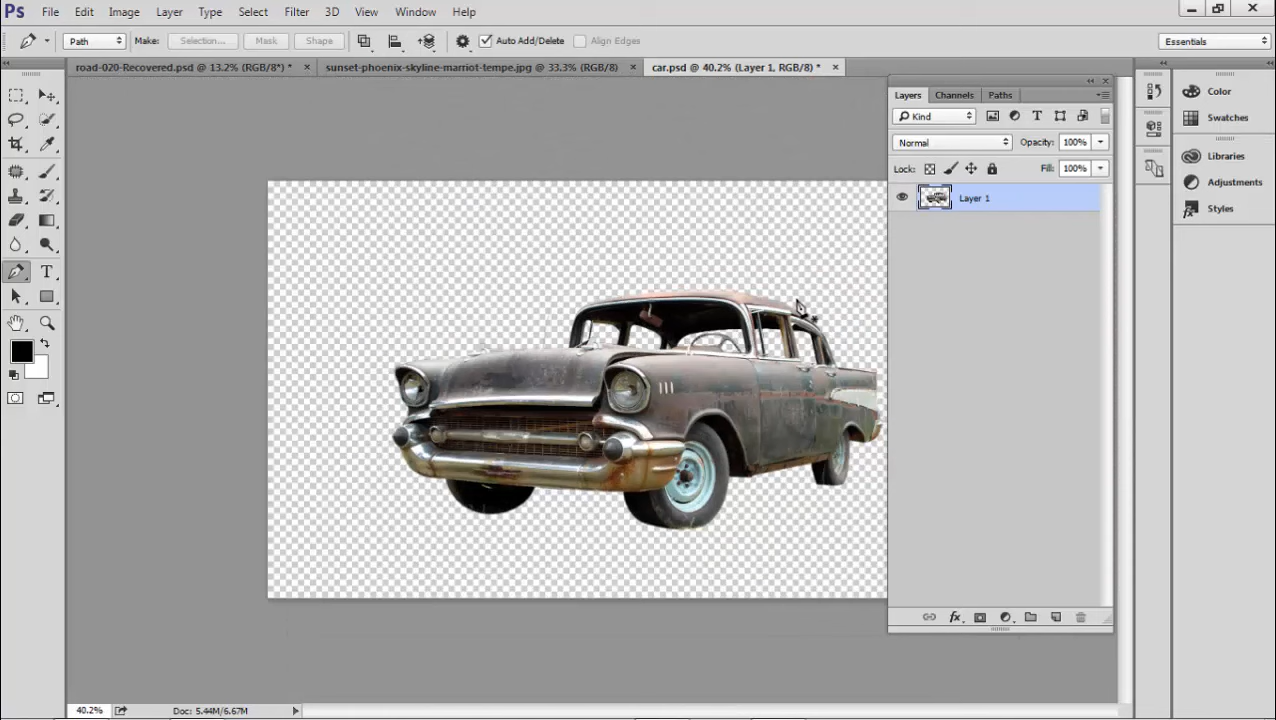 Ps File Edit Image Layer Type Select Filter 3D View Window Help
Path Make: Selection... Mask Shape Auto Add/Delete Align Edges Essentials
road-020-Recovered.psd @ 13.2% (RGB/8*) * × sunset-phoenix-skyline-marriot-tempe.jpg @ 33.3% (RGB/8) × car.psd @ 40.2% (Layer 1, RGB/8) * ×
Layers Channels Paths
Kind
Normal Opacity: 100%
Lock: Fill: 100%
Layer 1
Color
Swatches
Libraries
Adjustments
Styles
T
40.2% Doc: 5.44M/6.67M